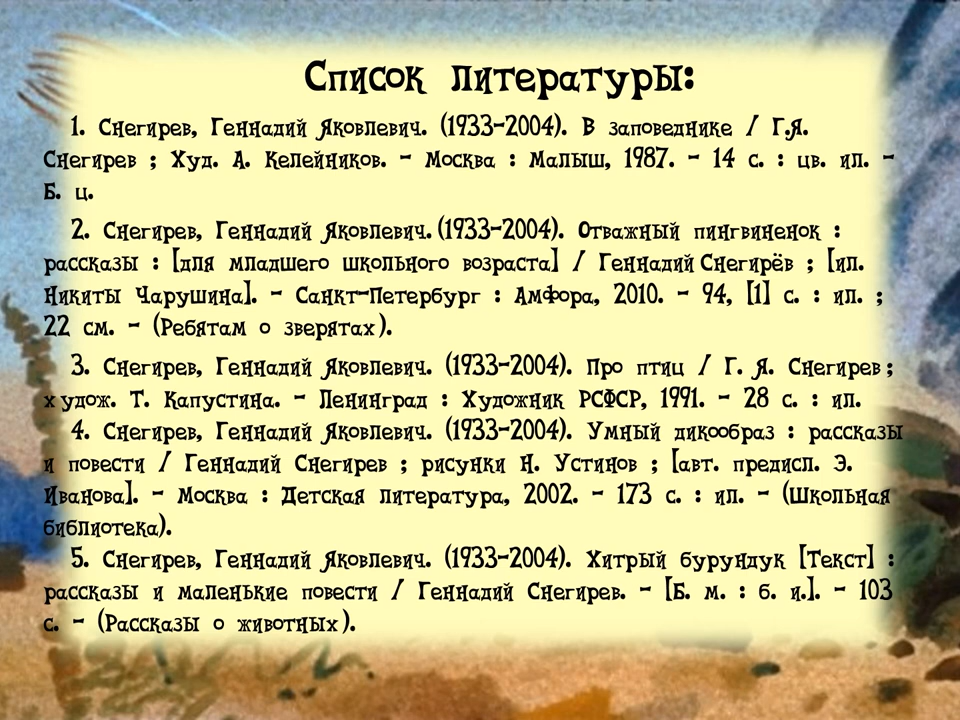 Список литературы:
1. Снегирев, Геннадий Яковлевич. (1933-2004). В заповеднике / Г.Я.
Снегирев ; Худ. А. Келейников. - Москва : Малыш, 1987. - 14 с. : цв. ил. -
Б. ц.
2. Снегирев, Геннадий Яковлевич. (1933-2004). Отважный пингвиненок :
рассказы : [для младшего школьного возраста] / Геннадий Снегирёв ; [ил.
Никиты Чарушина]. - Санкт-Петербург : Амфора, 2010. - 94, [1] с. : ил. ;
22 см. - (Ребятам о зверятах).
3. Снегирев, Геннадий Яковлевич. (1933-2004). Про птиц / Г. Я. Снегирев ;
худож. Т. Капустина. - Ленинград : Художник РСФСР, 1991. - 28 с. : ил.
4. Снегирев, Геннадий Яковлевич. (1933-2004). Умный дикообраз : рассказы
и повести / Геннадий Снегирев ; рисунки Н. Устинов ; [авт. предисл. Э.
Иванова]. - Москва : Детская литература, 2002. - 173 с. : ил. - (Школьная
библиотека).
5. Снегирев, Геннадий Яковлевич. (1933-2004). Хитрый бурундук [Текст] :
рассказы и маленькие повести / Геннадий Снегирев. - [Б. м. : б. и.]. - 103
с. - (Рассказы о животных).